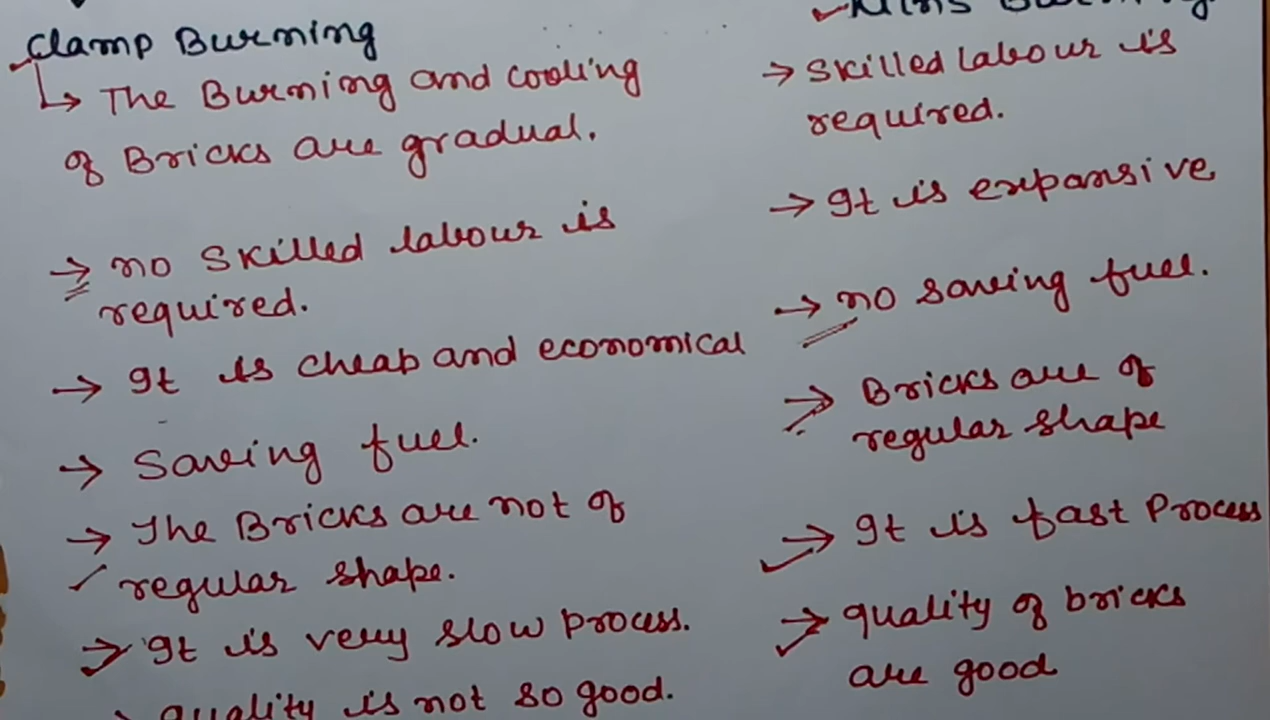 Clamp Burning
↳ The Burning and cooling
of Bricks are gradual.
→ no skilled labour is
required.
→ It is cheap and economical
→ Saving fuel.
→ The Bricks are not of
regular shape.
→ It is very slow process.
quality is not so good.
Kilns Burning
→ skilled labour is
required.
→ It is expansive
→ no saving fuel.
→ Bricks are of
regular shape
→ It is fast Process
→ quality of bricks
are good